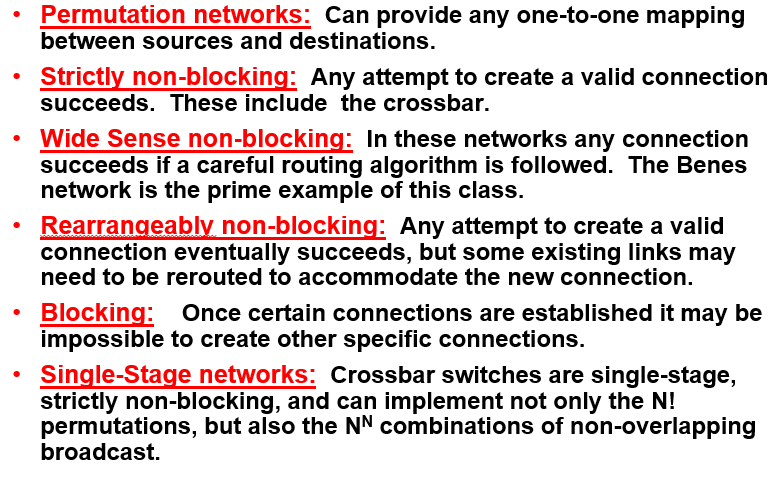 • Permutation networks: Can provide any one-to-one mapping
between sources and destinations.
• Strictly non-blocking: Any attempt to create a valid connection
succeeds. These include the crossbar.
• Wide Sense non-blocking: In these networks any connection
succeeds if a careful routing algorithm is followed. The Benes
network is the prime example of this class.
• Rearrangeably non-blocking: Any attempt to create a valid
connection eventually succeeds, but some existing links may
need to be rerouted to accommodate the new connection.
• Blocking: Once certain connections are established it may be
impossible to create other specific connections.
• Single-Stage networks: Crossbar switches are single-stage,
strictly non-blocking, and can implement not only the N!
permutations, but also the Nᴺ combinations of non-overlapping
broadcast.